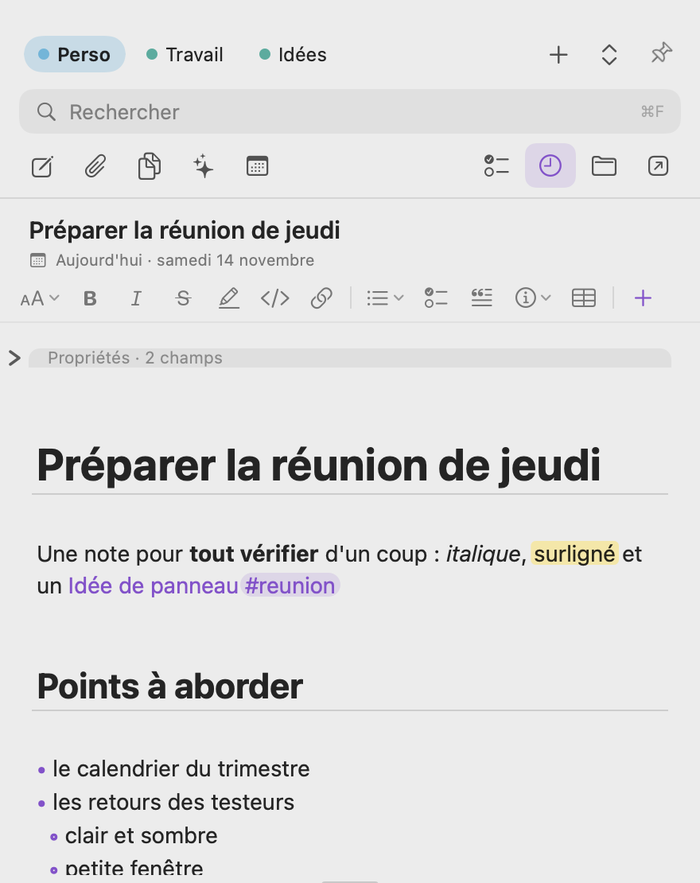 Perso Travail Idées
Rechercher ⌘F
Préparer la réunion de jeudi
Aujourd'hui · samedi 14 novembre
AA B I S </>
Propriétés · 2 champs
Préparer la réunion de jeudi
Une note pour tout vérifier d'un coup : italique, surligné et
un Idée de panneau #reunion
Points à aborder
le calendrier du trimestre
les retours des testeurs
clair et sombre
petite fenêtre